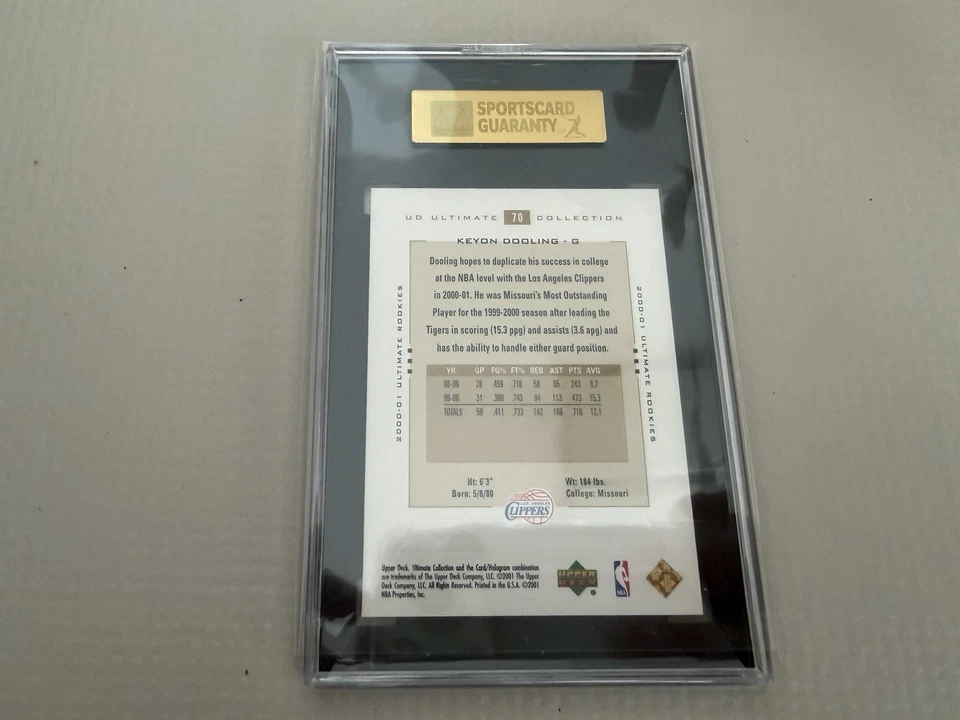 SPORTSCARD
GUARANTY
UD ULTIMATE 70 COLLECTION
KEYON DOOLING - G
Dooling hopes to duplicate his success in college
at the NBA level with the Los Angeles Clippers
in 2000-01. He was Missouri's Most Outstanding
Player for the 1999-2000 season after leading the
Tigers in scoring (15.3 ppg) and assists (3.6 apg) and
has the ability to handle either guard position.
2000-01 ULTIMATE ROOKIES
2000-01 ULTIMATE ROOKIES
YR GP FG% FT% REB AST PTS AVG
98-99 28 .459 .716 58 85 243 8.7
99-00 31 .389 .743 84 113 473 15.3
TOTALS 59 .411 .733 142 198 716 12.1
Ht: 6'3"
Wt: 184 lbs.
Born: 5/8/80
College: Missouri
LOS ANGELES
CLIPPERS
Upper Deck, Ultimate Collection and the Card/Hologram combination
are trademarks of The Upper Deck Company, LLC. ©2001 The Upper
Deck Company, LLC. All Rights Reserved. Printed in the U.S.A. ©2001
NBA Properties, Inc.
UPPER
DECK
NBA